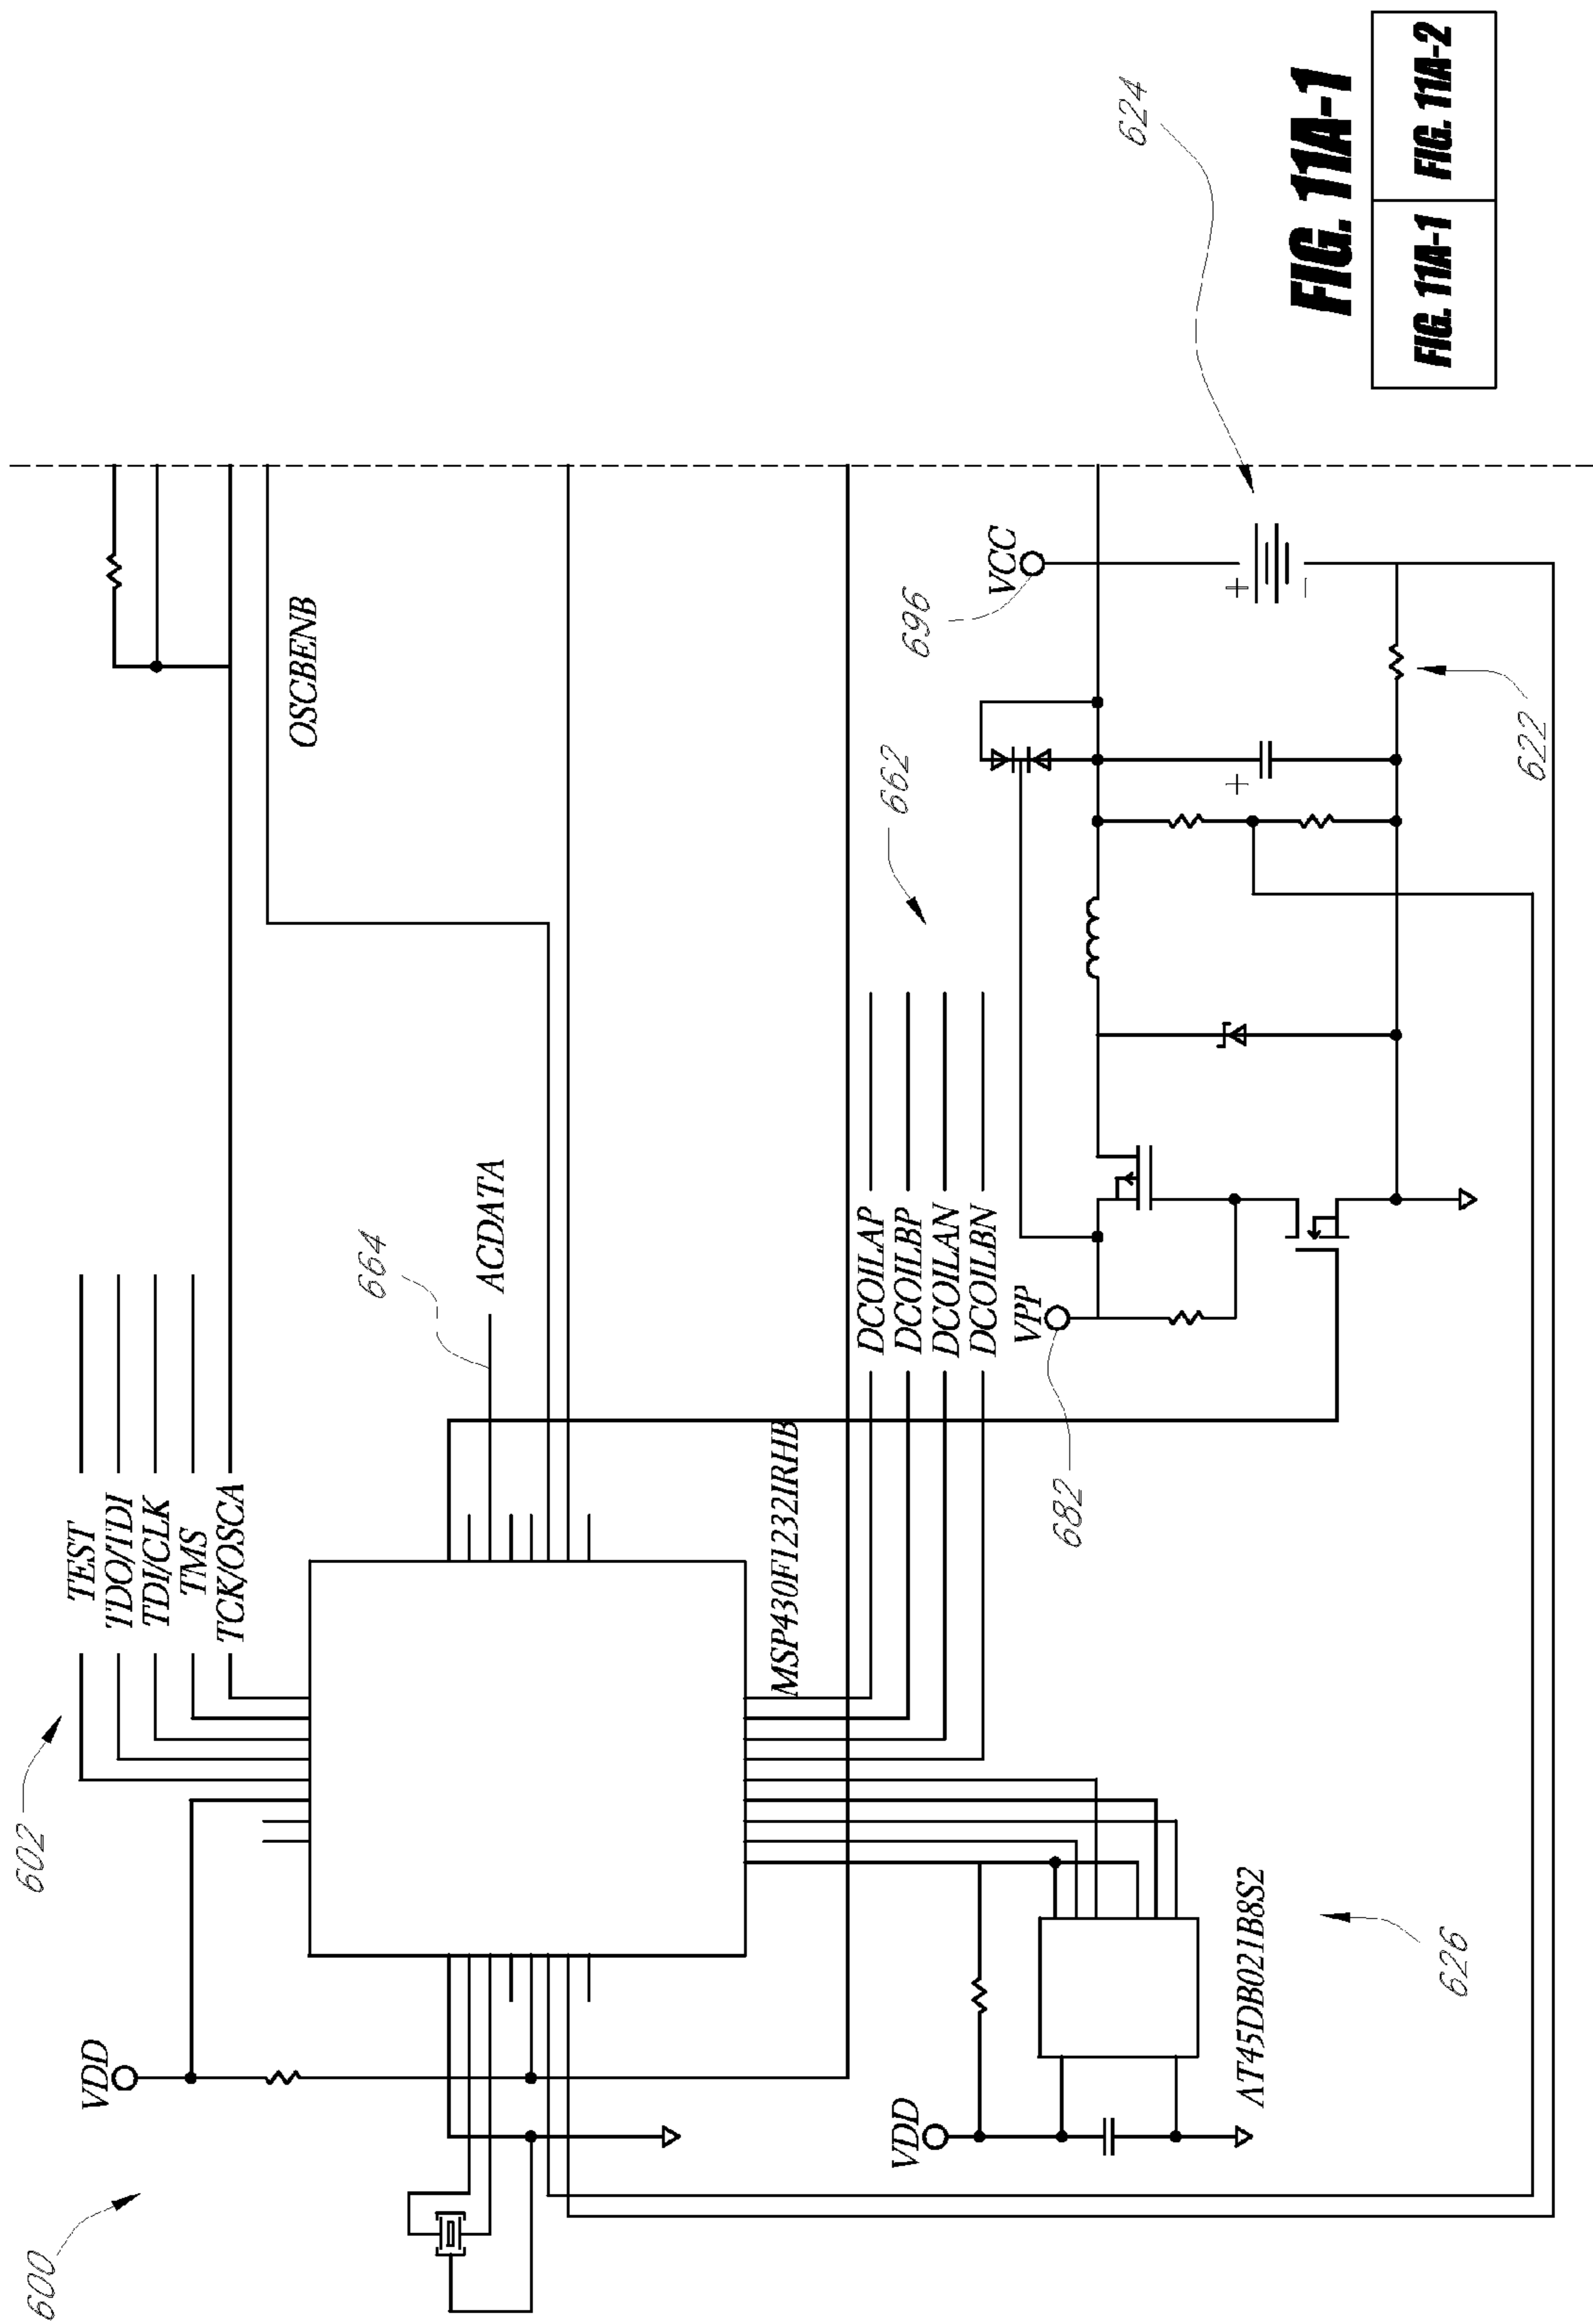 600
602
VDD
TEST
TDO/TDI
TDI/CLK
TMS
TCK/OSCA
OSCBENB
664
ACDATA
MSP430F1232IRHB
DCOILAP
DCOILBP
DCOILAN
DCOILBN
662
696
VCC
624
VPP
682
+
+
-
622
VDD
AT45DB021B8S2
626
FIG. 11A-1
FIG. 11A-1
FIG. 11A-2